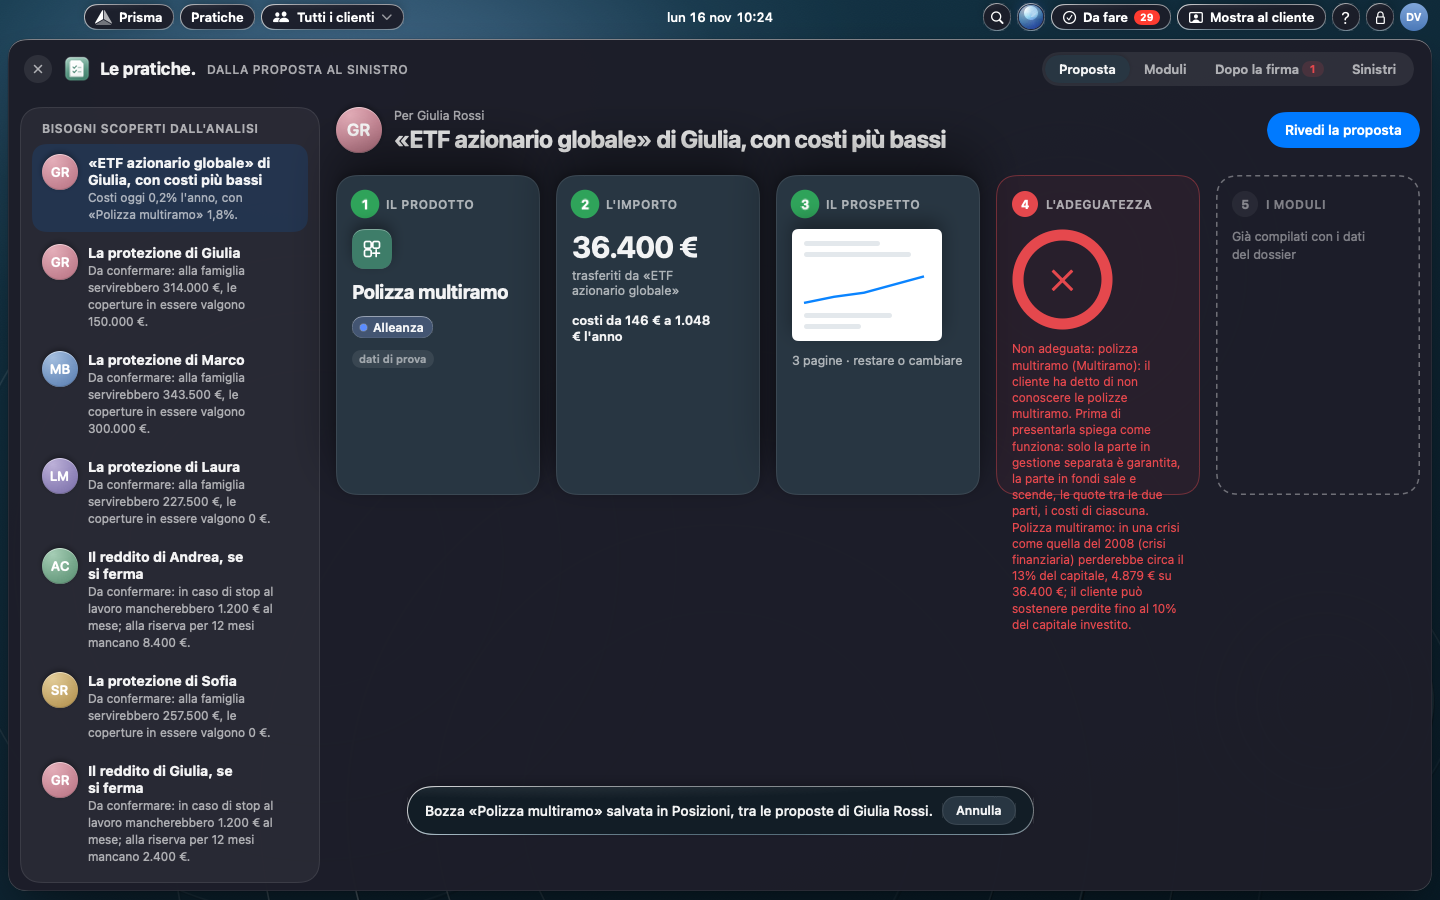 Prisma
Pratiche
Tutti i clienti
lun 16 nov 10:24
Da fare 29
Mostra al cliente
?
DV
Le pratiche. DALLA PROPOSTA AL SINISTRO
Proposta
Moduli
Dopo la firma 1
Sinistri
BISOGNI SCOPERTI DALL'ANALISI
GR
«ETF azionario globale» di
Giulia, con costi più bassi
Costi oggi 0,2% l'anno, con
«Polizza multiramo» 1,8%.
GR
La protezione di Giulia
Da confermare: alla famiglia
servirebbero 314.000 €, le
coperture in essere valgono
150.000 €.
MB
La protezione di Marco
Da confermare: alla famiglia
servirebbero 343.500 €, le
coperture in essere valgono
300.000 €.
LM
La protezione di Laura
Da confermare: alla famiglia
servirebbero 227.500 €, le
coperture in essere valgono 0 €.
AC
Il reddito di Andrea, se
si ferma
Da confermare: in caso di stop al
lavoro mancherebbero 1.200 € al
mese; alla riserva per 12 mesi
mancano 8.400 €.
SR
La protezione di Sofia
Da confermare: alla famiglia
servirebbero 257.500 €, le
coperture in essere valgono 0 €.
GR
Il reddito di Giulia, se
si ferma
Da confermare: in caso di stop al
lavoro mancherebbero 1.200 € al
mese; alla riserva per 12 mesi
mancano 2.400 €.
GR
Per Giulia Rossi
«ETF azionario globale» di Giulia, con costi più bassi
Rivedi la proposta
1 IL PRODOTTO
Polizza multiramo
Alleanza
dati di prova
2 L'IMPORTO
36.400 €
trasferiti da «ETF
azionario globale»
costi da 146 € a 1.048
€ l'anno
3 IL PROSPETTO
3 pagine · restare o cambiare
4 L'ADEGUATEZZA
Non adeguata: polizza
multiramo (Multiramo): il
cliente ha detto di non
conoscere le polizze
multiramo. Prima di
presentarla spiega come
funziona: solo la parte in
gestione separata è garantita,
la parte in fondi sale e
scende, le quote tra le due
parti, i costi di ciascuna.
Polizza multiramo: in una crisi
come quella del 2008 (crisi
finanziaria) perderebbe circa il
13% del capitale, 4.879 € su
36.400 €; il cliente può
sostenere perdite fino al 10%
del capitale investito.
5 I MODULI
Già compilati con i dati
del dossier
Bozza «Polizza multiramo» salvata in Posizioni, tra le proposte di Giulia Rossi.
Annulla